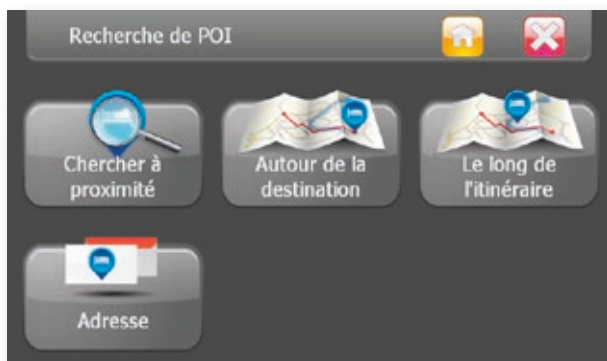 Recherche de POI
Chercher à
proximité
Autour de la
destination
Le long de
l'itinéraire
Adresse